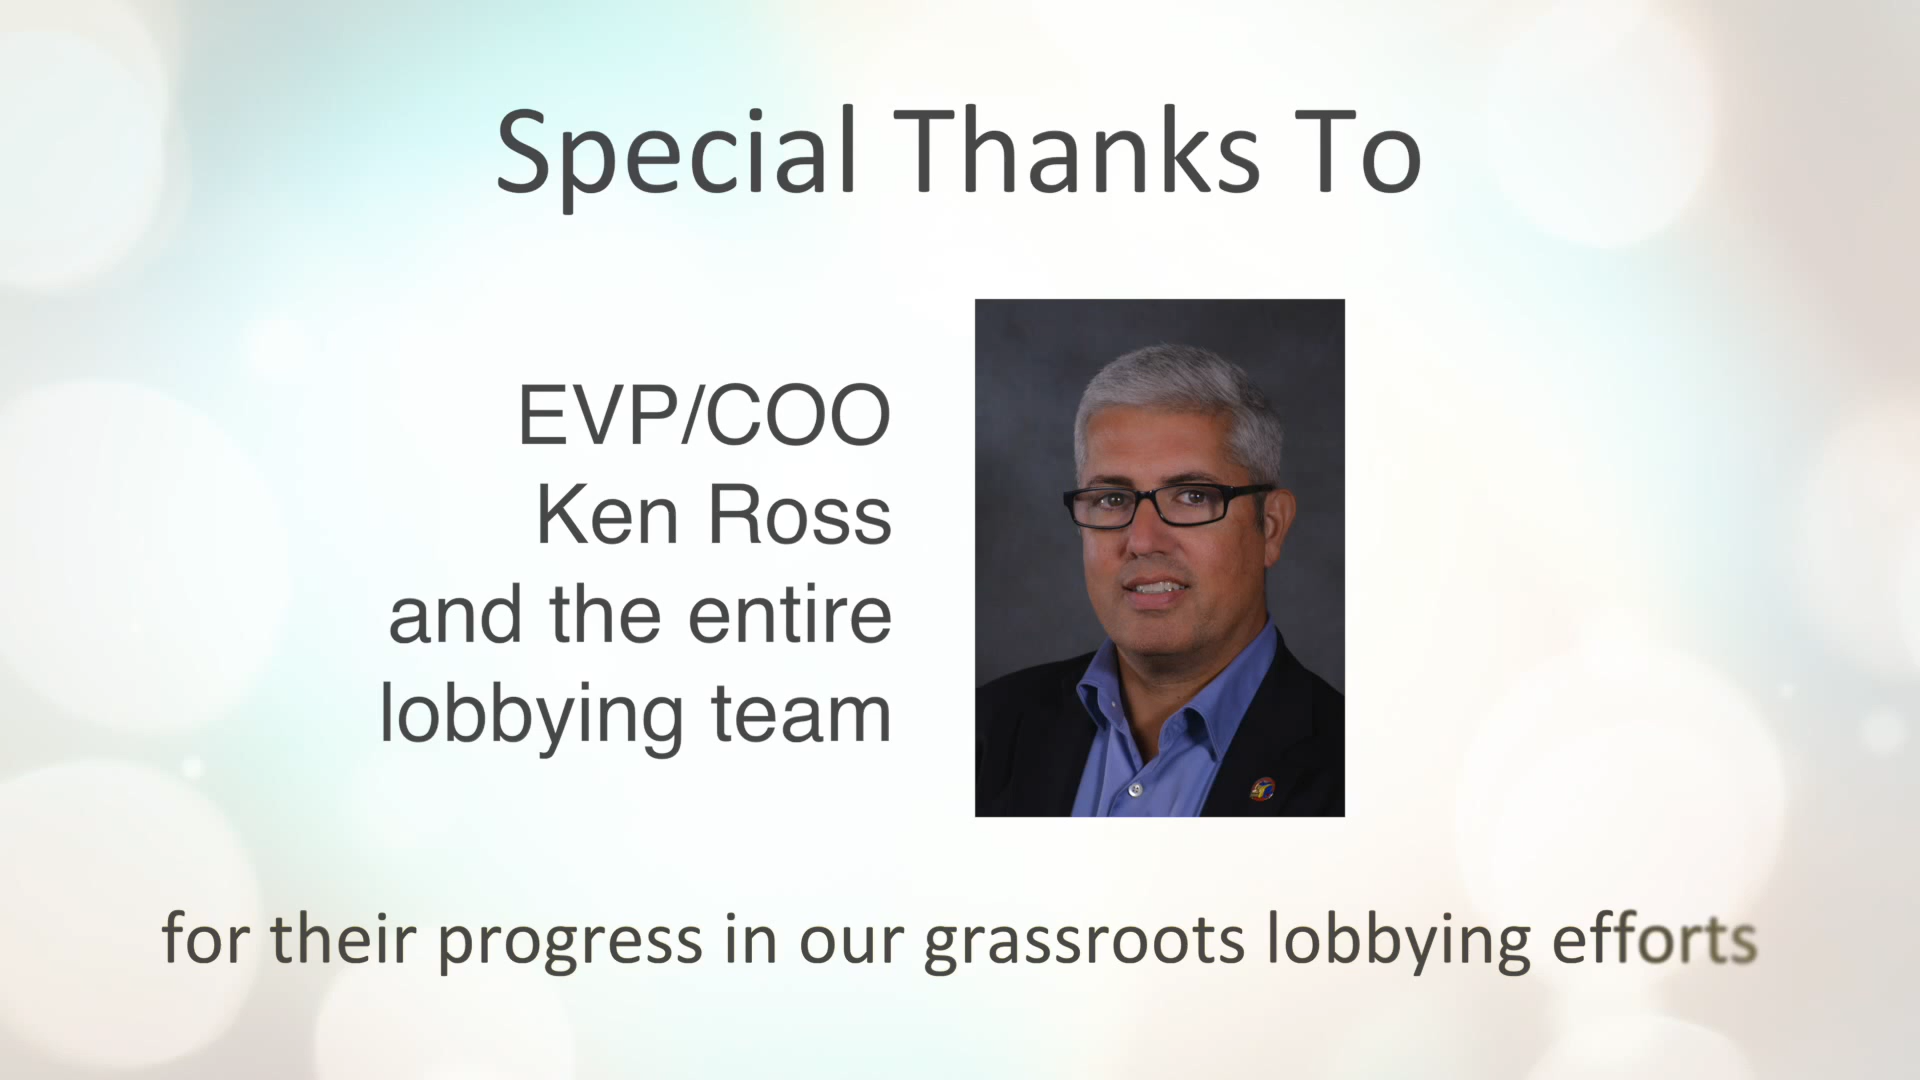 Special Thanks To
EVP/COO
Ken Ross
and the entire
lobbying team
for their progress in our grassroots lobbying efforts